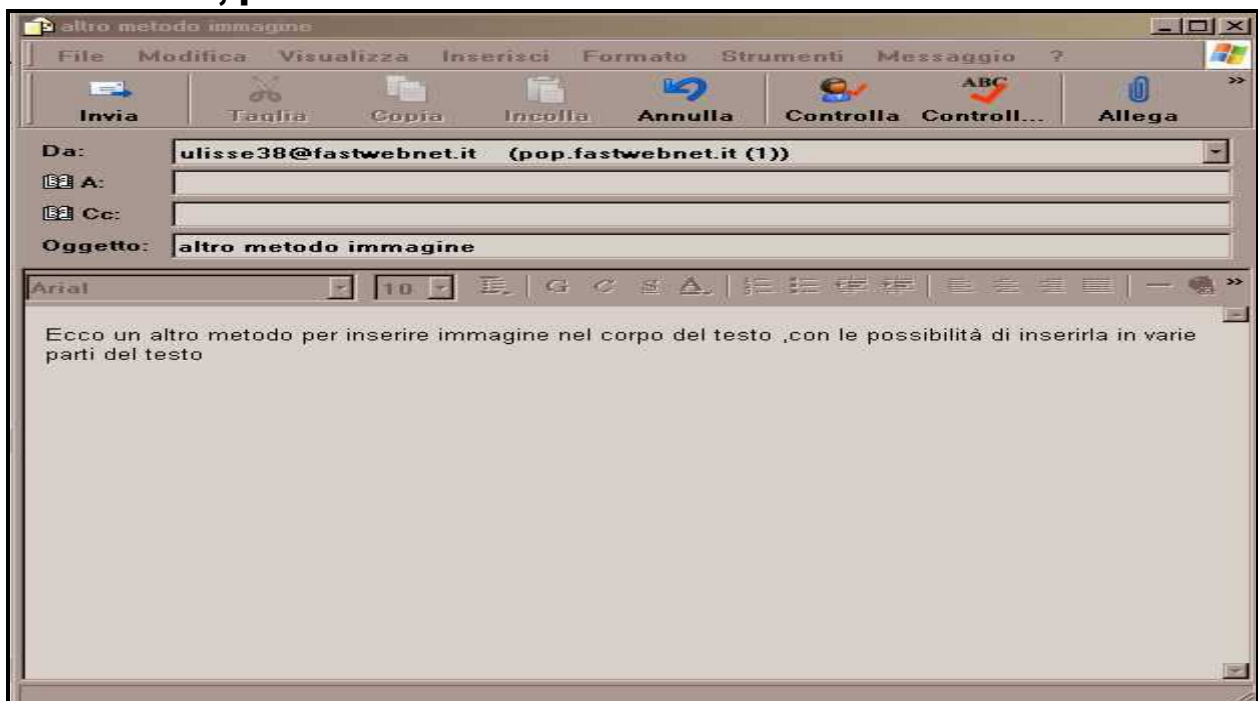 altro metodo immagine
File Modifica Visualizza Inserisci Formato Strumenti Messaggio ?
ABC
Invia Taglia Copia Incolla Annulla Controlla Controll... Allega »
Da: ulisse38@fastwebnet.it (pop.fastwebnet.it (1))
A:
Cc:
Oggetto: altro metodo immagine
Arial 10 G C S A »
Ecco un altro metodo per inserire immagine nel corpo del testo ,con le possibilità di inserirla in varie
parti del testo